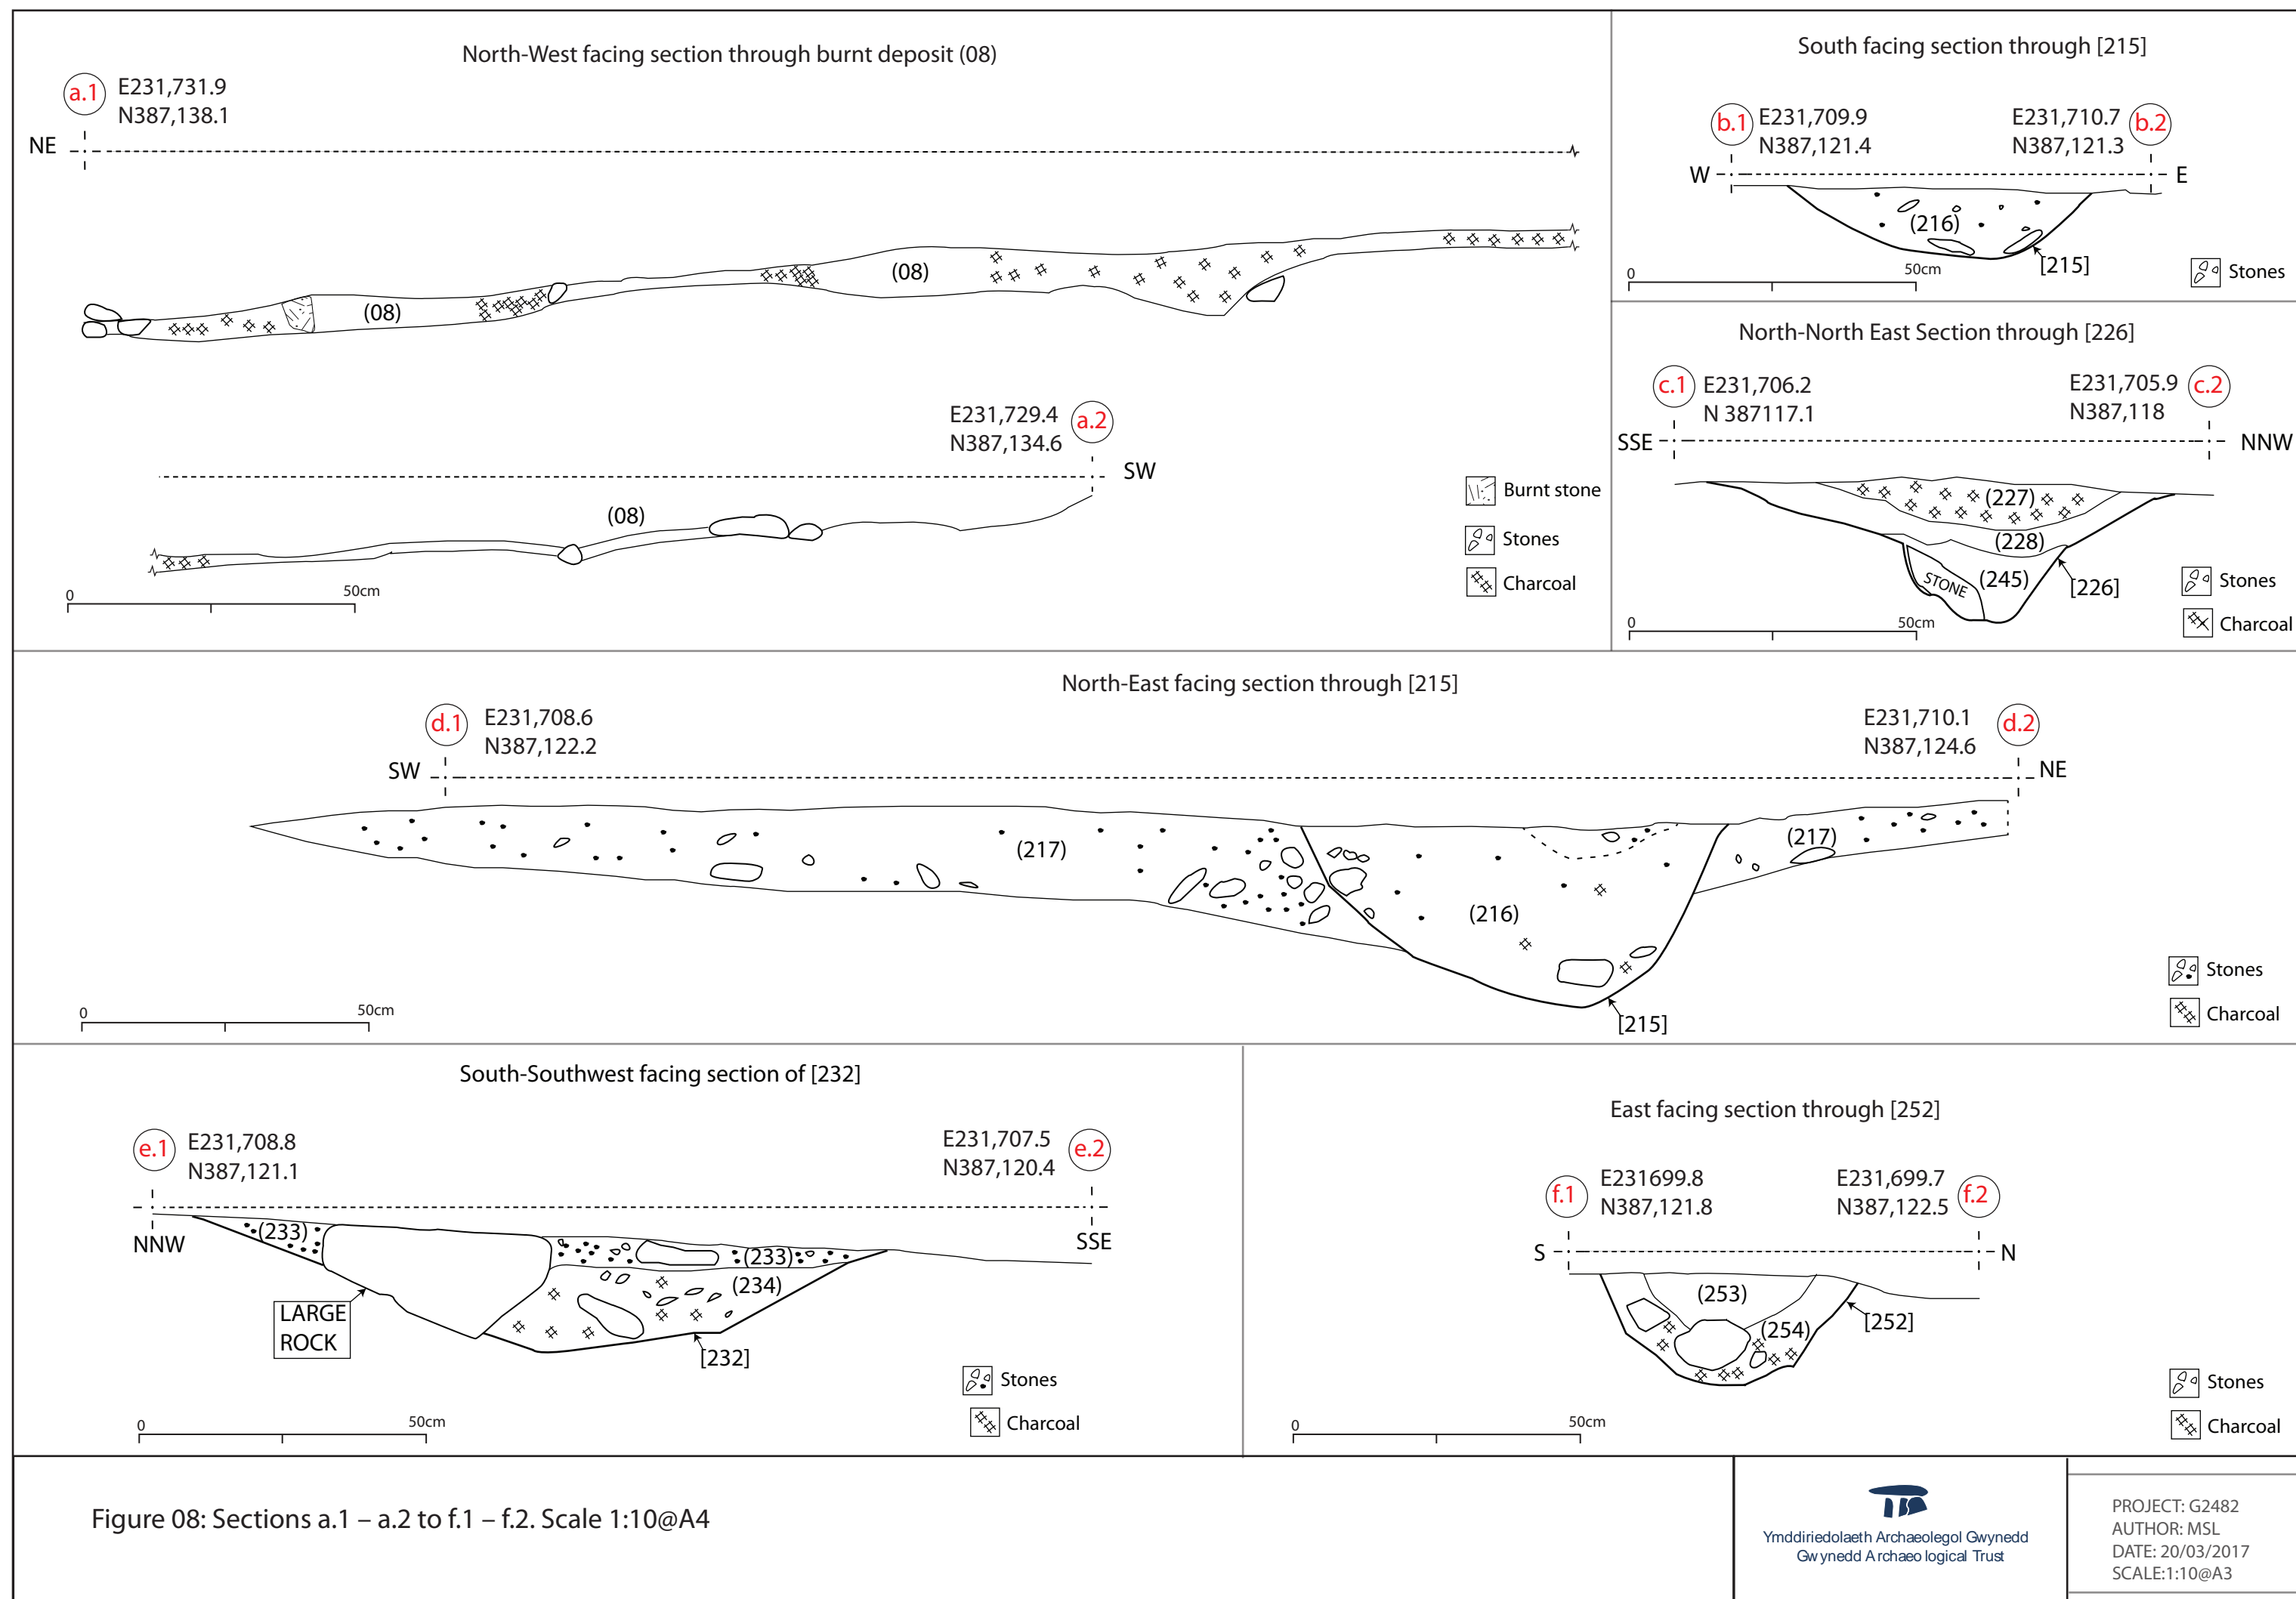 North-West facing section through burnt deposit (08)
a.1
E231,731.9
N387,138.1
NE
(08)
(08)
E231,729.4
N387,134.6
a.2
SW
(08)
0
50cm
Burnt stone
Stones
Charcoal
South facing section through [215]
b.1
E231,709.9
N387,121.4
E231,710.7
N387,121.3
b.2
W
E
(216)
[215]
0
50cm
Stones
North-North East Section through [226]
c.1
E231,706.2
N 387117.1
E231,705.9
N387,118
c.2
SSE
NNW
(227)
(228)
STONE
(245)
[226]
0
50cm
Stones
Charcoal
North-East facing section through [215]
d.1
E231,708.6
N387,122.2
E231,710.1
N387,124.6
d.2
SW
NE
(217)
(217)
(216)
[215]
0
50cm
Stones
Charcoal
South-Southwest facing section of [232]
e.1
E231,708.8
N387,121.1
E231,707.5
N387,120.4
e.2
NNW
SSE
(233)
(233)
(234)
LARGE
ROCK
[232]
0
50cm
Stones
Charcoal
East facing section through [252]
f.1
E231699.8
N387,121.8
E231,699.7
N387,122.5
f.2
S
N
(253)
(254)
[252]
0
50cm
Stones
Charcoal
Figure 08: Sections a.1 – a.2 to f.1 – f.2. Scale 1:10@A4
Ymddiriedolaeth Archaeolegol Gwynedd
Gwynedd Archaeological Trust
PROJECT: G2482
AUTHOR: MSL
DATE: 20/03/2017
SCALE:1:10@A3